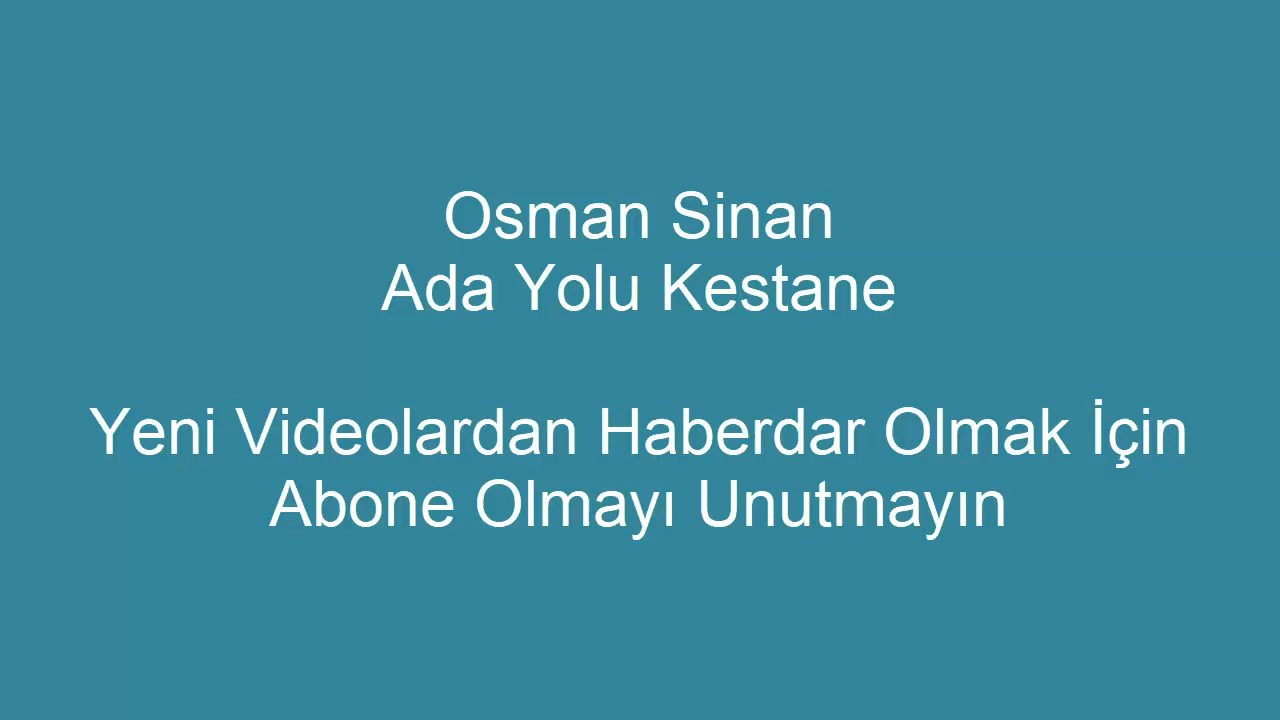 Osman Sinan
Ada Yolu Kestane
Yeni Videolardan Haberdar Olmak İçin
Abone Olmayı Unutmayın